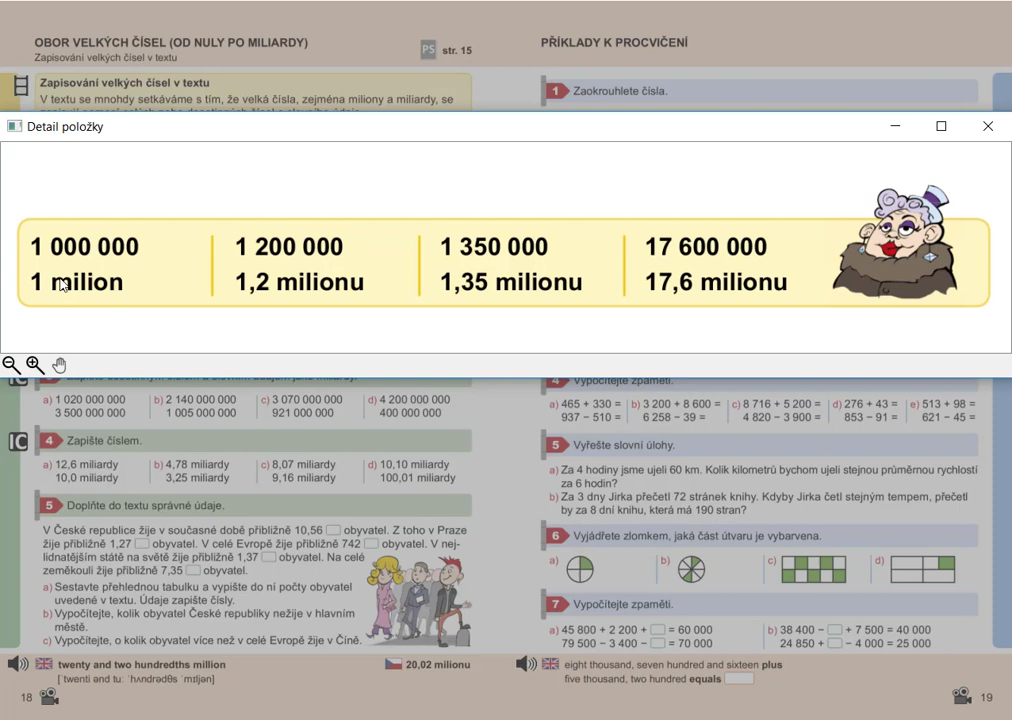 OBOR VELKÝCH ČÍSEL (OD NULY PO MILIARDY)
Zapisování velkých čísel v textu
PS str. 15
Zapisování velkých čísel v textu
V textu se mnohdy setkáváme s tím, že velká čísla, zejména miliony a miliardy, se
PŘÍKLADY K PROCVIČENÍ
1 Zaokrouhlete čísla.
Detail položky
1 000 000
1 milion
1 200 000
1,2 milionu
1 350 000
1,35 milionu
17 600 000
17,6 milionu
IC
a) 1 020 000 000
3 500 000 000
b) 2 140 000 000
1 005 000 000
c) 3 070 000 000
921 000 000
d) 4 200 000 000
400 000 000
IC
4 Zapište číslem.
a) 12,6 miliardy
10,0 miliardy
b) 4,78 miliardy
3,25 miliardy
c) 8,07 miliardy
9,16 miliardy
d) 10,10 miliardy
100,01 miliardy
5 Doplňte do textu správné údaje.
V České republice žije v současné době přibližně 10,56 obyvatel. Z toho v Praze
žije přibližně 1,27 obyvatel. V celé Evropě žije přibližně 742 obyvatel. V nej-
lidnatějším státě na světě žije přibližně 1,37 obyvatel. Na celé
zeměkouli žije přibližně 7,35 obyvatel.
a) Sestavte přehlednou tabulku a vypište do ní počty obyvatel
uvedené v textu. Údaje zapište čísly.
b) Vypočítejte, kolik obyvatel České republiky nežije v hlavním
městě.
c) Vypočítejte, o kolik obyvatel více než v celé Evropě žije v Číně.
twenty and two hundredths million
[ˈtwenti ənd tuː ˈhʌndrədθs ˈmɪljən]
20,02 milionu
18
4 Vypočítejte zpaměti.
a) 465 + 330 =
937 − 510 =
b) 3 200 + 8 600 =
6 258 − 39 =
c) 8 716 + 5 200 =
4 820 − 3 900 =
d) 276 + 43 =
853 − 91 =
e) 513 + 98 =
621 − 45 =
5 Vyřešte slovní úlohy.
a) Za 4 hodiny jsme ujeli 60 km. Kolik kilometrů bychom ujeli stejnou průměrnou rychlostí
za 6 hodin?
b) Za 3 dny Jirka přečetl 72 stránek knihy. Kdyby Jirka četl stejným tempem, přečetl
by za 8 dní knihu, která má 190 stran?
6 Vyjádřete zlomkem, jaká část útvaru je vybarvena.
a)
b)
c)
d)
7 Vypočítejte zpaměti.
a) 45 800 + 2 200 + = 60 000
79 500 − 3 400 − = 70 000
b) 38 400 − + 7 500 = 40 000
24 850 + − 4 000 = 25 000
eight thousand, seven hundred and sixteen plus
five thousand, two hundred equals
19